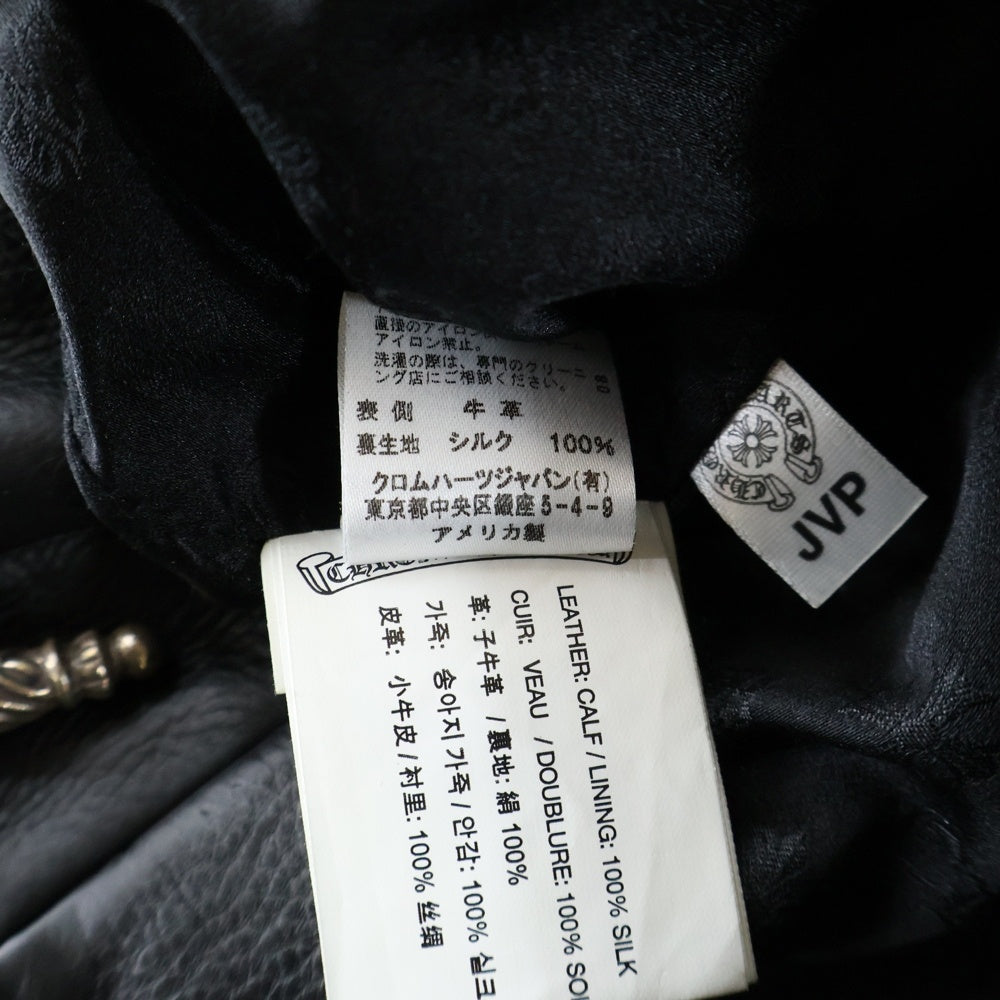 直接のアイロン
アイロン禁止。
洗濯の際は、専門のクリーニ
ング店にご相談ください。
80
表側 牛革
裏生地 シルク 100%
クロムハーツジャパン(有)
東京都中央区銀座5-4-9
アメリカ製
LEATHER: CALF / LINING: 100% SILK
CUIR: VEAU / DOUBLURE: 100% SOI
革: 子牛革 / 裏地: 絹 100%
가죽: 송아지가죽 / 안감: 100% 실크
皮革: 小牛皮 / 衬里: 100% 丝绸
JVP